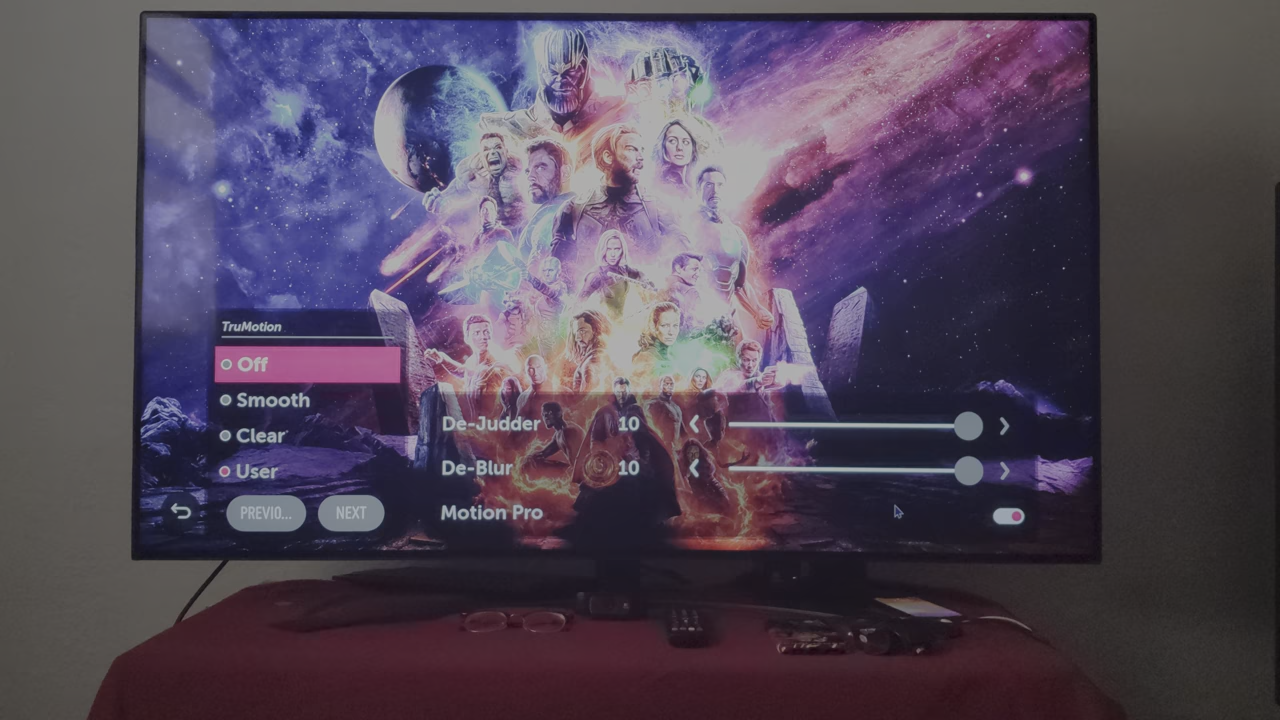 TruMotion
Off
Smooth
Clear
User
PREVIO...
NEXT
De-Judder 10
De-Blur 10
Motion Pro